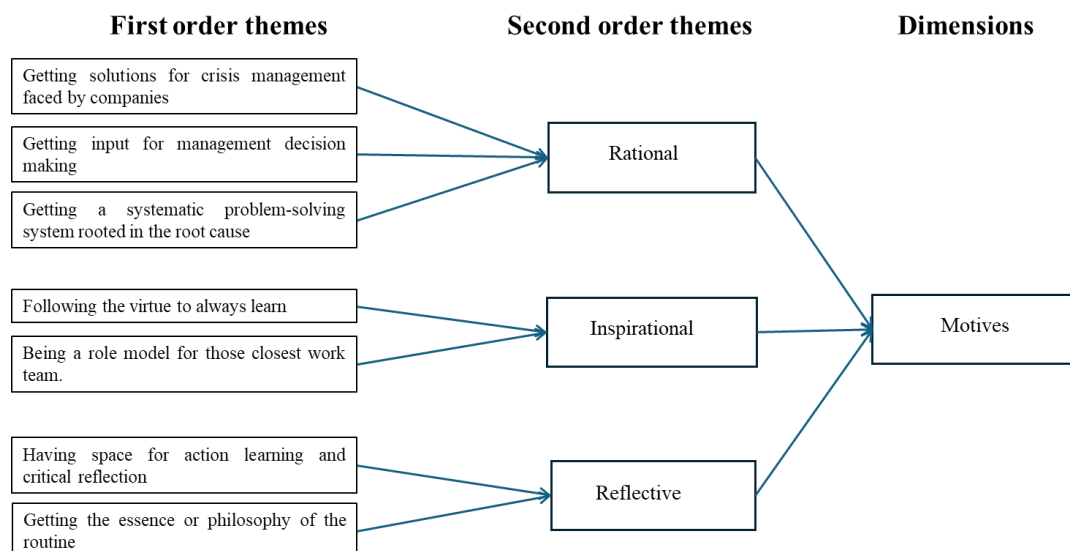 First order themes
Second order themes
Dimensions
Getting solutions for crisis management
faced by companies
Getting input for management decision
making
Getting a systematic problem-solving
system rooted in the root cause
Rational
Following the virtue to always learn
Being a role model for those closest work
team.
Inspirational
Motives
Having space for action learning and
critical reflection
Getting the essence or philosophy of the
routine
Reflective